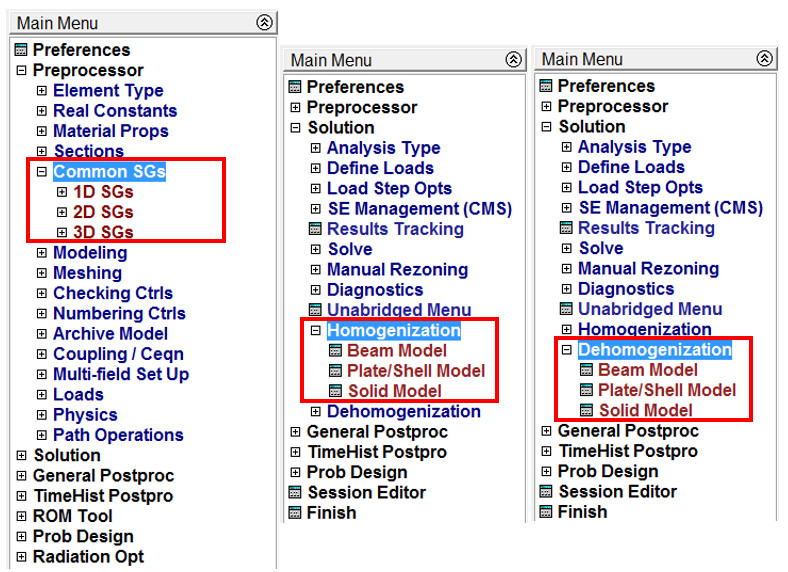 Main Menu
Preferences
Preprocessor
Element Type
Real Constants
Material Props
Sections
Common SGs
1D SGs
2D SGs
3D SGs
Modeling
Meshing
Checking Ctrls
Numbering Ctrls
Archive Model
Coupling / Ceqn
Multi-field Set Up
Loads
Physics
Path Operations
Solution
General Postproc
TimeHist Postpro
ROM Tool
Prob Design
Radiation Opt
Main Menu
Preferences
Preprocessor
Solution
Analysis Type
Define Loads
Load Step Opts
SE Management (CMS)
Results Tracking
Solve
Manual Rezoning
Diagnostics
Unabridged Menu
Homogenization
Beam Model
Plate/Shell Model
Solid Model
Dehomogenization
General Postproc
TimeHist Postpro
Prob Design
Session Editor
Finish
Main Menu
Preferences
Preprocessor
Solution
Analysis Type
Define Loads
Load Step Opts
SE Management (CMS)
Results Tracking
Solve
Manual Rezoning
Diagnostics
Unabridged Menu
Homogenization
Dehomogenization
Beam Model
Plate/Shell Model
Solid Model
General Postproc
TimeHist Postpro
Prob Design
Session Editor
Finish